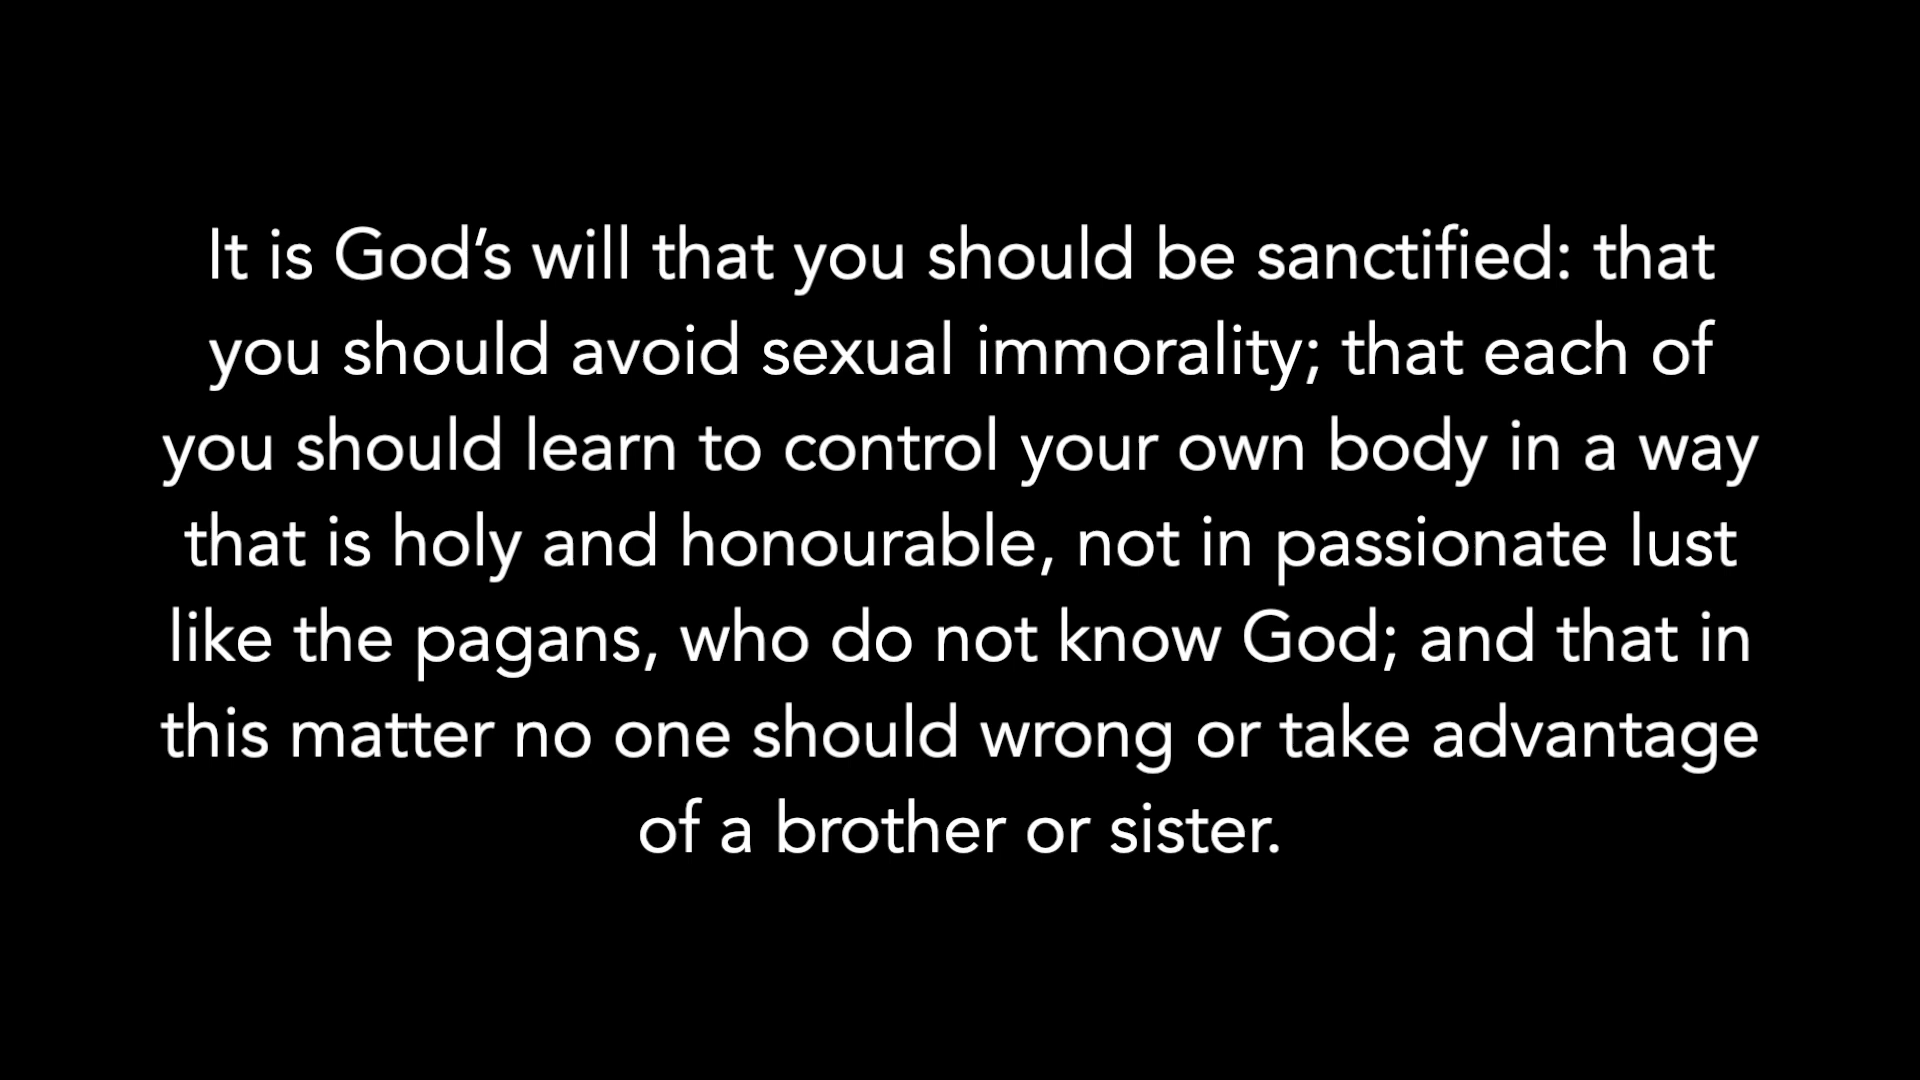 It is God’s will that you should be sanctified: that
you should avoid sexual immorality; that each of
you should learn to control your own body in a way
that is holy and honourable, not in passionate lust
like the pagans, who do not know God; and that in
this matter no one should wrong or take advantage
of a brother or sister.